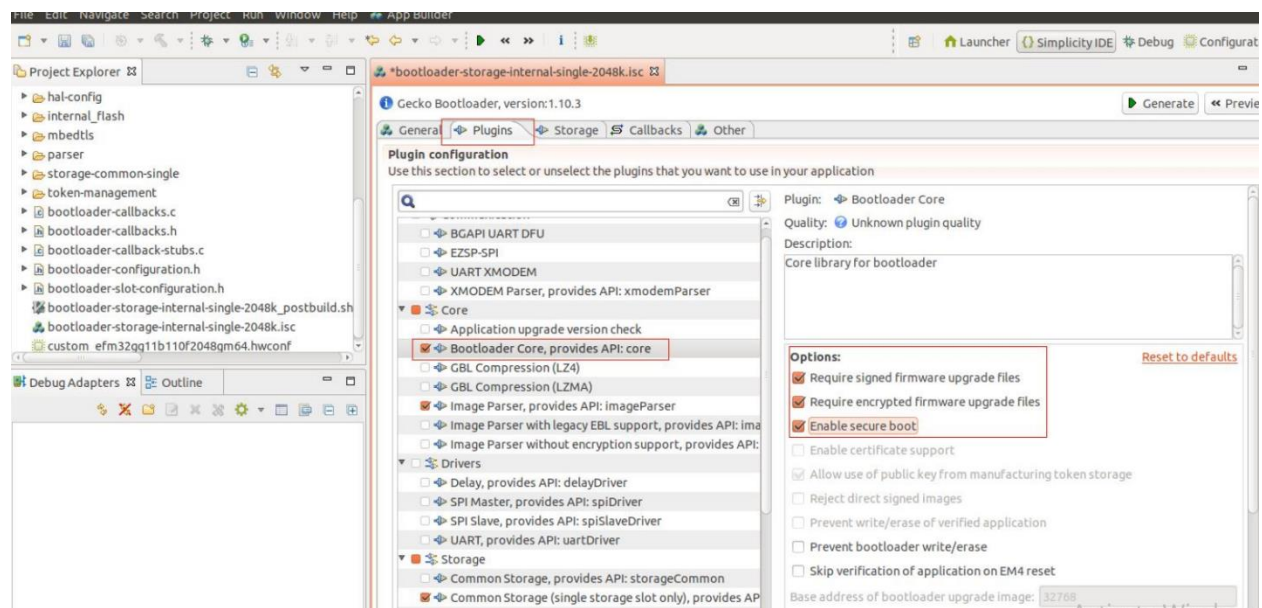 File Edit Navigate Search Project Run Window Help App Builder
Launcher {} Simplicity IDE Debug Configurat
Project Explorer
hal-config
internal_flash
mbedtls
parser
storage-common-single
token-management
bootloader-callbacks.c
bootloader-callbacks.h
bootloader-callback-stubs.c
bootloader-configuration.h
bootloader-slot-configuration.h
bootloader-storage-internal-single-2048k_postbuild.sh
bootloader-storage-internal-single-2048k.isc
custom_efm32gg11b110f2048gm64.hwconf
Debug Adapters Outline
*bootloader-storage-internal-single-2048k.isc
Gecko Bootloader, version:1.10.3
Generate Previe
General Plugins Storage Callbacks Other
Plugin configuration
Use this section to select or unselect the plugins that you want to use in your application
BGAPI UART DFU
EZSP-SPI
UART XMODEM
XMODEM Parser, provides API: xmodemParser
Core
Application upgrade version check
Bootloader Core, provides API: core
GBL Compression (LZ4)
GBL Compression (LZMA)
Image Parser, provides API: imageParser
Image Parser with legacy EBL support, provides API: ima
Image Parser without encryption support, provides API:
Drivers
Delay, provides API: delayDriver
SPI Master, provides API: spiDriver
SPI Slave, provides API: spiSlaveDriver
UART, provides API: uartDriver
Storage
Common Storage, provides API: storageCommon
Common Storage (single storage slot only), provides AP
Plugin: Bootloader Core
Quality: Unknown plugin quality
Description:
Core library for bootloader
Options: Reset to defaults
Require signed firmware upgrade files
Require encrypted firmware upgrade files
Enable secure boot
Enable certificate support
Allow use of public key from manufacturing token storage
Reject direct signed images
Prevent write/erase of verified application
Prevent bootloader write/erase
Skip verification of application on EM4 reset
Base address of bootloader upgrade image: 32768